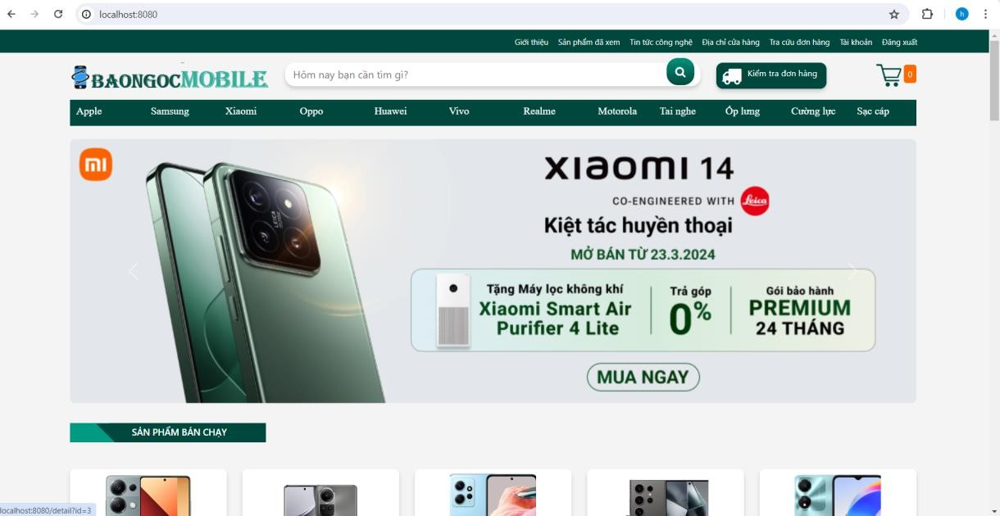 localhost:8080
h
Giới thiệu Sản phẩm đã xem Tin tức công nghệ Địa chỉ cửa hàng Tra cứu đơn hàng Tài khoản Đăng xuất
BAONGOCMOBILE
Hôm nay bạn cần tìm gì?
Kiểm tra đơn hàng
0
Apple Samsung Xiaomi Oppo Huawei Vivo Realme Motorola Tai nghe Ốp lưng Cường lực Sạc cáp
mi
xiaomi 14
CO-ENGINEERED WITH Leica
Kiệt tác huyền thoại
MỞ BÁN TỪ 23.3.2024
LEICA
Tặng Máy lọc không khí
Xiaomi Smart Air
Purifier 4 Lite
Trả góp
0%
Gói bảo hành
PREMIUM
24 THÁNG
MUA NGAY
SẢN PHẨM BÁN CHẠY
localhost:8080/detail?id=3